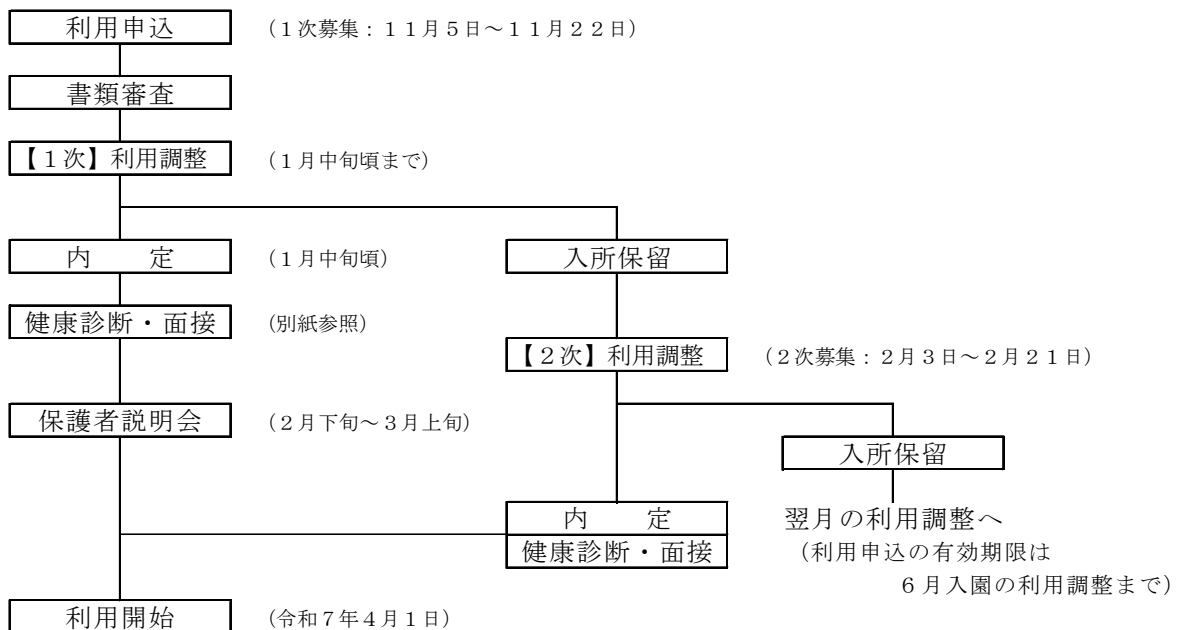 利用申込 (1次募集:11月5日~11月22日)
書類審査
【1次】利用調整 (1月中旬頃まで)
内 定 (1月中旬頃) 入所保留
健康診断・面接 (別紙参照)
【2次】利用調整 (2次募集:2月3日~2月21日)
保護者説明会 (2月下旬~3月上旬)
入所保留
内 定 翌月の利用調整へ
健康診断・面接 (利用申込の有効期限は
6月入園の利用調整まで)
利用開始 (令和7年4月1日)